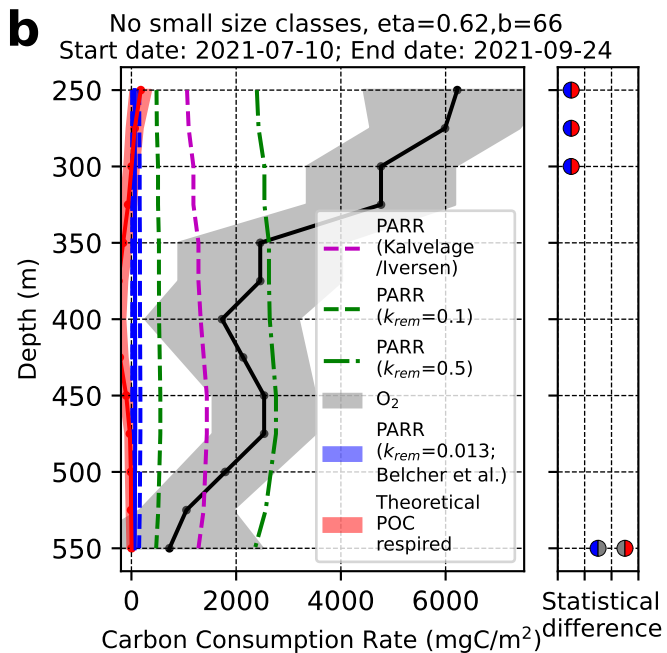 b
No small size classes, eta=0.62,b=66
Start date: 2021-07-10; End date: 2021-09-24
250
300
350
400
450
500
550
Depth (m)
0
2000
4000
6000
Carbon Consumption Rate (mgC/m²)
PARR
(Kalvelage
/Iversen)
PARR
(k_rem=0.1)
PARR
(k_rem=0.5)
O₂
PARR
(k_rem=0.013;
Belcher et al.)
Theoretical
POC
respired
Statistical
difference